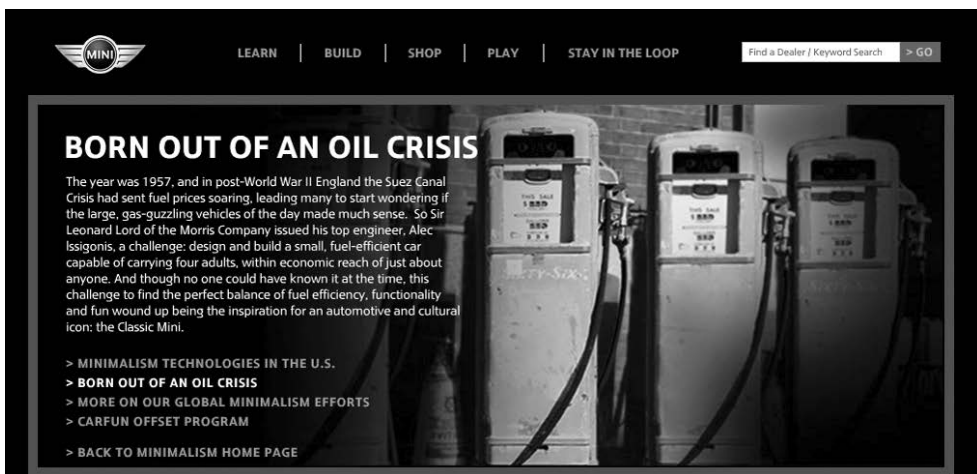 MINI
LEARN | BUILD | SHOP | PLAY | STAY IN THE LOOP
Find a Dealer / Keyword Search > GO
BORN OUT OF AN OIL CRISIS
The year was 1957, and in post-World War II England the Suez Canal
Crisis had sent fuel prices soaring, leading many to start wondering if
the large, gas-guzzling vehicles of the day made much sense. So Sir
Leonard Lord of the Morris Company issued his top engineer, Alec
Issigonis, a challenge: design and build a small, fuel-efficient car
capable of carrying four adults, within economic reach of just about
anyone. And though no one could have known it at the time, this
challenge to find the perfect balance of fuel efficiency, functionality
and fun wound up being the inspiration for an automotive and cultural
icon: the Classic Mini.
> MINIMALISM TECHNOLOGIES IN THE U.S.
> BORN OUT OF AN OIL CRISIS
> MORE ON OUR GLOBAL MINIMALISM EFFORTS
> CARFUN OFFSET PROGRAM
> BACK TO MINIMALISM HOME PAGE
THIS SALE
THIS SALE
Sixty-Six